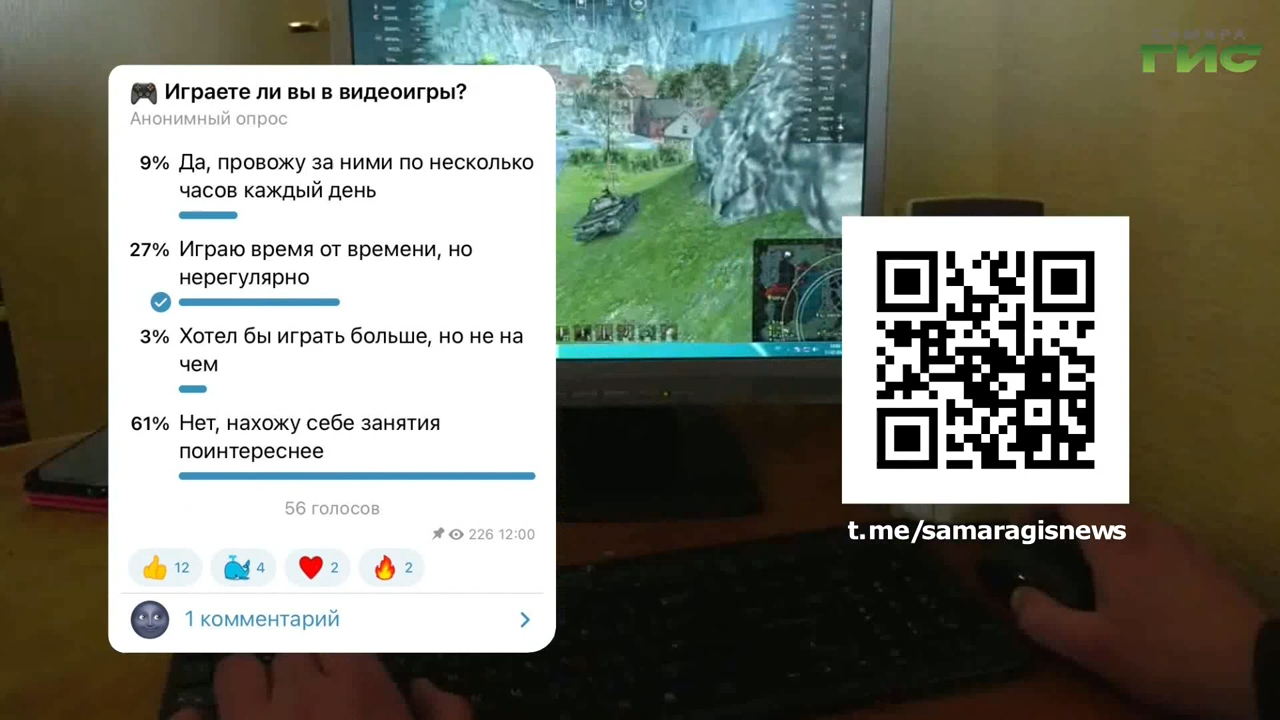 САМАРА
ГИС
Играете ли вы в видеоигры?
Анонимный опрос
9% Да, провожу за ними по несколько
часов каждый день
27% Играю время от времени, но
нерегулярно
3% Хотел бы играть больше, но не на
чем
61% Нет, нахожу себе занятия
поинтереснее
56 голосов
226 12:00
12 4 2 2
1 комментарий
t.me/samaragisnews